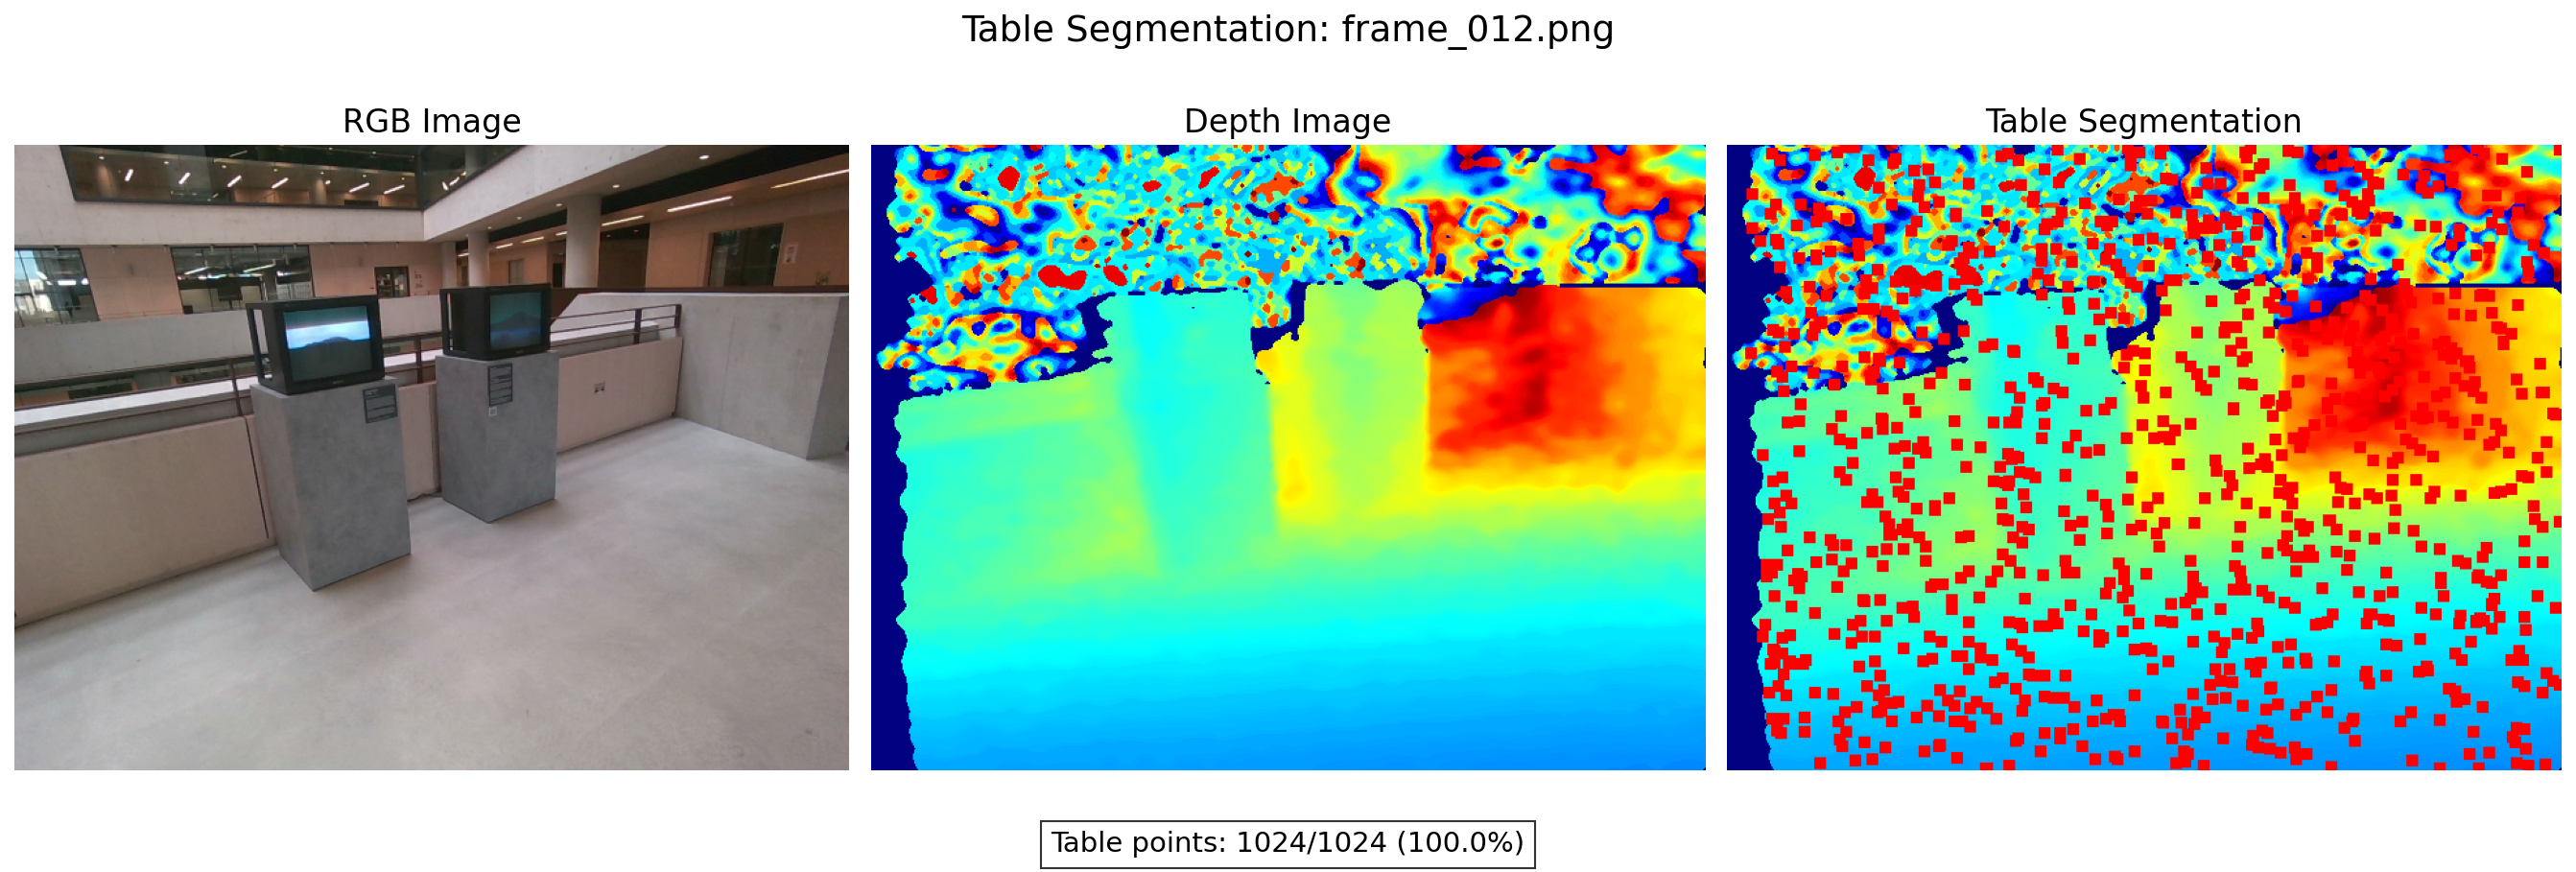 Table Segmentation: frame_012.png
RGB Image
Depth Image
Table Segmentation
Table points: 1024/1024 (100.0%)